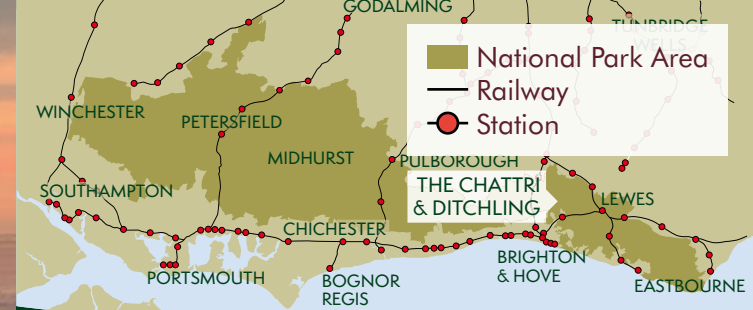 GODALMING
TUNBRIDGE
WELLS
National Park Area
Railway
Station
WINCHESTER
PETERSFIELD
MIDHURST
PULBOROUGH
SOUTHAMPTON
THE CHATTRI
& DITCHLING
LEWES
CHICHESTER
PORTSMOUTH
BOGNOR
REGIS
BRIGHTON
& HOVE
EASTBOURNE